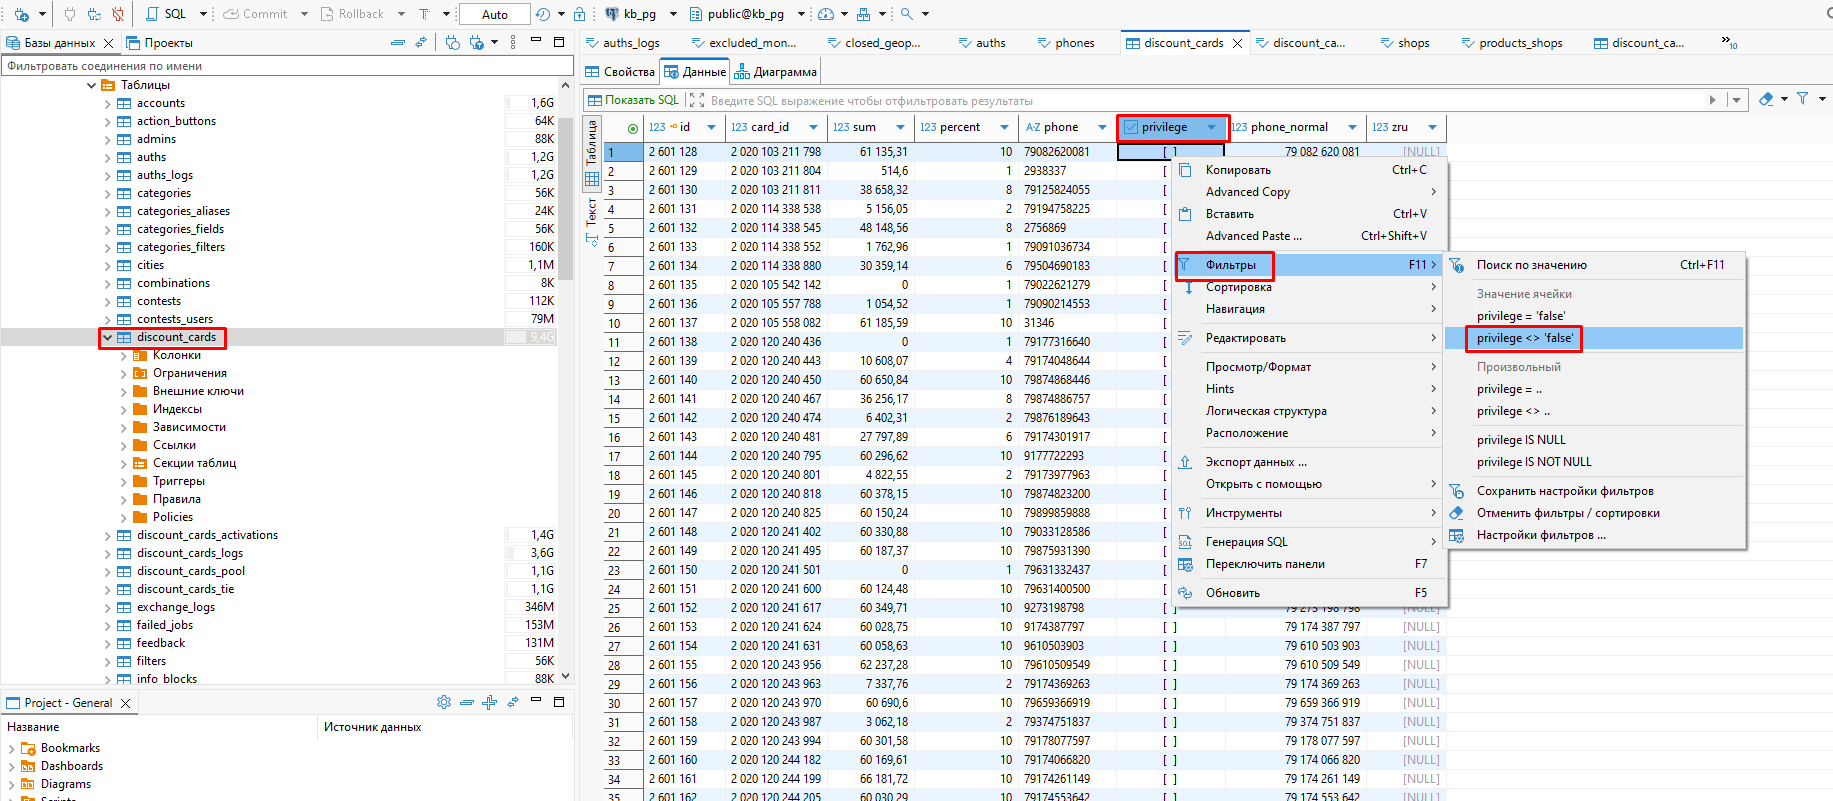 SQL Commit Rollback T Auto kb_pg public@kb_pg
Базы данных Проекты
Фильтровать соединения по имени
Таблицы
accounts 1,6G
action_buttons 64K
admins 88K
auths 1,2G
auths_logs 1,2G
categories 56K
categories_aliases 24K
categories_fields 56K
categories_filters 160K
cities 1,1M
combinations 8K
contests 112K
contests_users 79M
discount_cards 9,4G
Колонки
Ограничения
Внешние ключи
Индексы
Зависимости
Ссылки
Секции таблиц
Триггеры
Правила
Policies
discount_cards_activations 1,4G
discount_cards_logs 3,6G
discount_cards_pool 1,1G
discount_cards_tie 1,1G
exchange_logs 346M
failed_jobs 153M
feedback 131M
filters 56K
info_blocks 88K
Project - General
Название Источник данных
Bookmarks
Dashboards
Diagrams
Scripts
auths_logs excluded_mon... closed_geop... auths phones discount_cards discount_ca... shops products_shops discount_ca... »10
Свойства Данные Диаграмма
Показать SQL Введите SQL выражение чтобы отфильтровать результаты
Таблица
Текст
123 id 123 card_id 123 sum 123 percent A-Z phone privilege 123 phone_normal 123 zru
1 2 601 128 2 020 103 211 798 61 135,31 10 79082620081 [ ] 79 082 620 081 [NULL]
2 2 601 129 2 020 103 211 804 514,6 1 2938337 [
3 2 601 130 2 020 103 211 811 38 658,32 8 79125824055 [
4 2 601 131 2 020 114 338 538 5 156,05 2 79194758225 [
5 2 601 132 2 020 114 338 545 48 148,56 8 2756869 [
6 2 601 133 2 020 114 338 552 1 762,96 1 79091036734 [
7 2 601 134 2 020 114 338 880 30 359,14 6 79504690183 [
8 2 601 135 2 020 105 542 142 0 1 79022621279 [
9 2 601 136 2 020 105 557 788 1 054,52 1 79090214553 [
10 2 601 137 2 020 105 558 082 61 185,59 10 31346 [
11 2 601 138 2 020 120 240 436 0 1 79177316640 [
12 2 601 139 2 020 120 240 443 10 608,07 4 79174048644 [
13 2 601 140 2 020 120 240 450 60 650,84 10 79874868446 [
14 2 601 141 2 020 120 240 467 36 256,17 8 79874886757 [
15 2 601 142 2 020 120 240 474 6 402,31 2 79876189643 [
16 2 601 143 2 020 120 240 481 27 797,89 6 79174301917 [
17 2 601 144 2 020 120 240 795 60 296,62 10 9177722293 [
18 2 601 145 2 020 120 240 801 4 822,55 2 79173977963 [
19 2 601 146 2 020 120 240 818 60 378,15 10 79874823200 [
20 2 601 147 2 020 120 240 825 60 150,24 10 79899859888 [
21 2 601 148 2 020 120 241 402 60 330,88 10 79033128586 [
22 2 601 149 2 020 120 241 495 60 187,37 10 79875931390 [
23 2 601 150 2 020 120 241 501 0 1 79631332437 [
24 2 601 151 2 020 120 241 600 60 124,48 10 79631400500 [
25 2 601 152 2 020 120 241 617 60 349,71 10 9273198798 [ ] 79 273 198 798 [NULL]
26 2 601 153 2 020 120 241 624 60 028,75 10 9174387797 [ ] 79 174 387 797 [NULL]
27 2 601 154 2 020 120 241 631 60 058,63 10 9610503903 [ ] 79 610 503 903 [NULL]
28 2 601 155 2 020 120 243 956 62 237,28 10 79610509549 [ ] 79 610 509 549 [NULL]
29 2 601 156 2 020 120 243 963 7 337,76 2 79174369263 [ ] 79 174 369 263 [NULL]
30 2 601 157 2 020 120 243 970 60 690,6 10 79659366919 [ ] 79 659 366 919 [NULL]
31 2 601 158 2 020 120 243 987 3 062,18 2 79374751837 [ ] 79 374 751 837 [NULL]
32 2 601 159 2 020 120 243 994 60 301,58 10 79178077597 [ ] 79 178 077 597 [NULL]
33 2 601 160 2 020 120 244 182 60 169,61 10 79174066820 [ ] 79 174 066 820 [NULL]
34 2 601 161 2 020 120 244 199 66 181,72 10 79174261149 [ ] 79 174 261 149 [NULL]
35 2 601 162 2 020 120 244 205 60 030,29 10 79174553642 [ ] 79 174 553 642 [NULL]
Копировать Ctrl+C
Advanced Copy
Вставить Ctrl+V
Advanced Paste ... Ctrl+Shift+V
Фильтры F11
Сортировка
Навигация
Редактировать
Просмотр/Формат
Hints
Логическая структура
Расположение
Экспорт данных ...
Открыть с помощью
Инструменты
Генерация SQL
Переключить панели F7
Обновить F5
Поиск по значению Ctrl+F11
Значение ячейки
privilege = 'false'
privilege <> 'false'
Произвольный
privilege = ..
privilege <> ..
privilege IS NULL
privilege IS NOT NULL
Сохранить настройки фильтров
Отменить фильтры / сортировки
Настройки фильтров ...